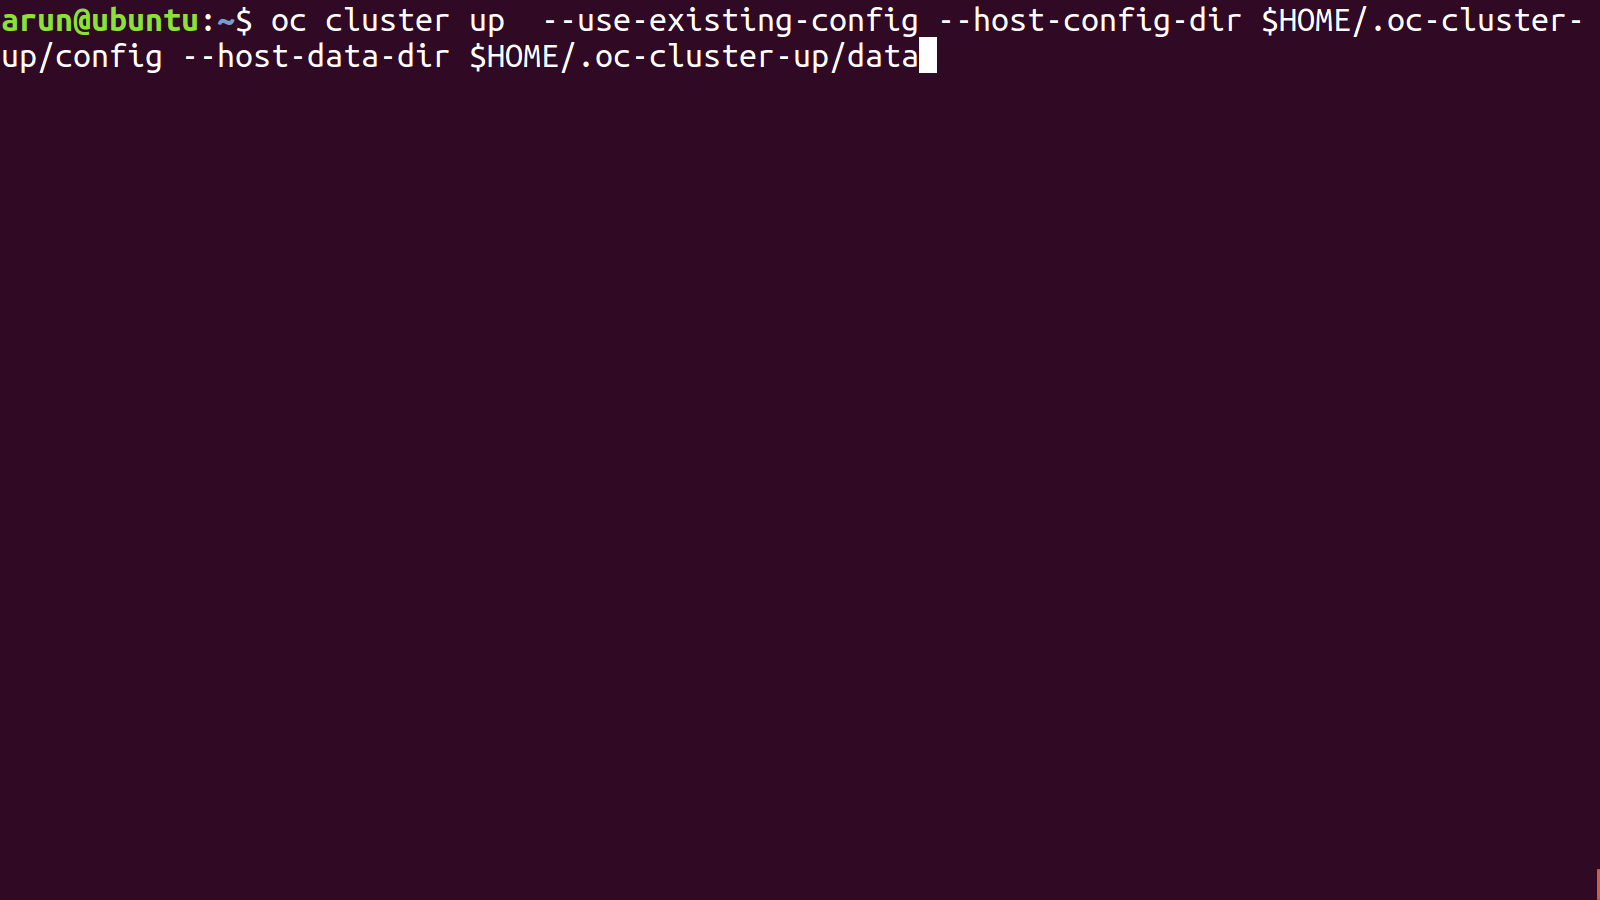 arun@ubuntu:~$ oc cluster up  --use-existing-config --host-config-dir $HOME/.oc-cluster-
up/config --host-data-dir $HOME/.oc-cluster-up/data